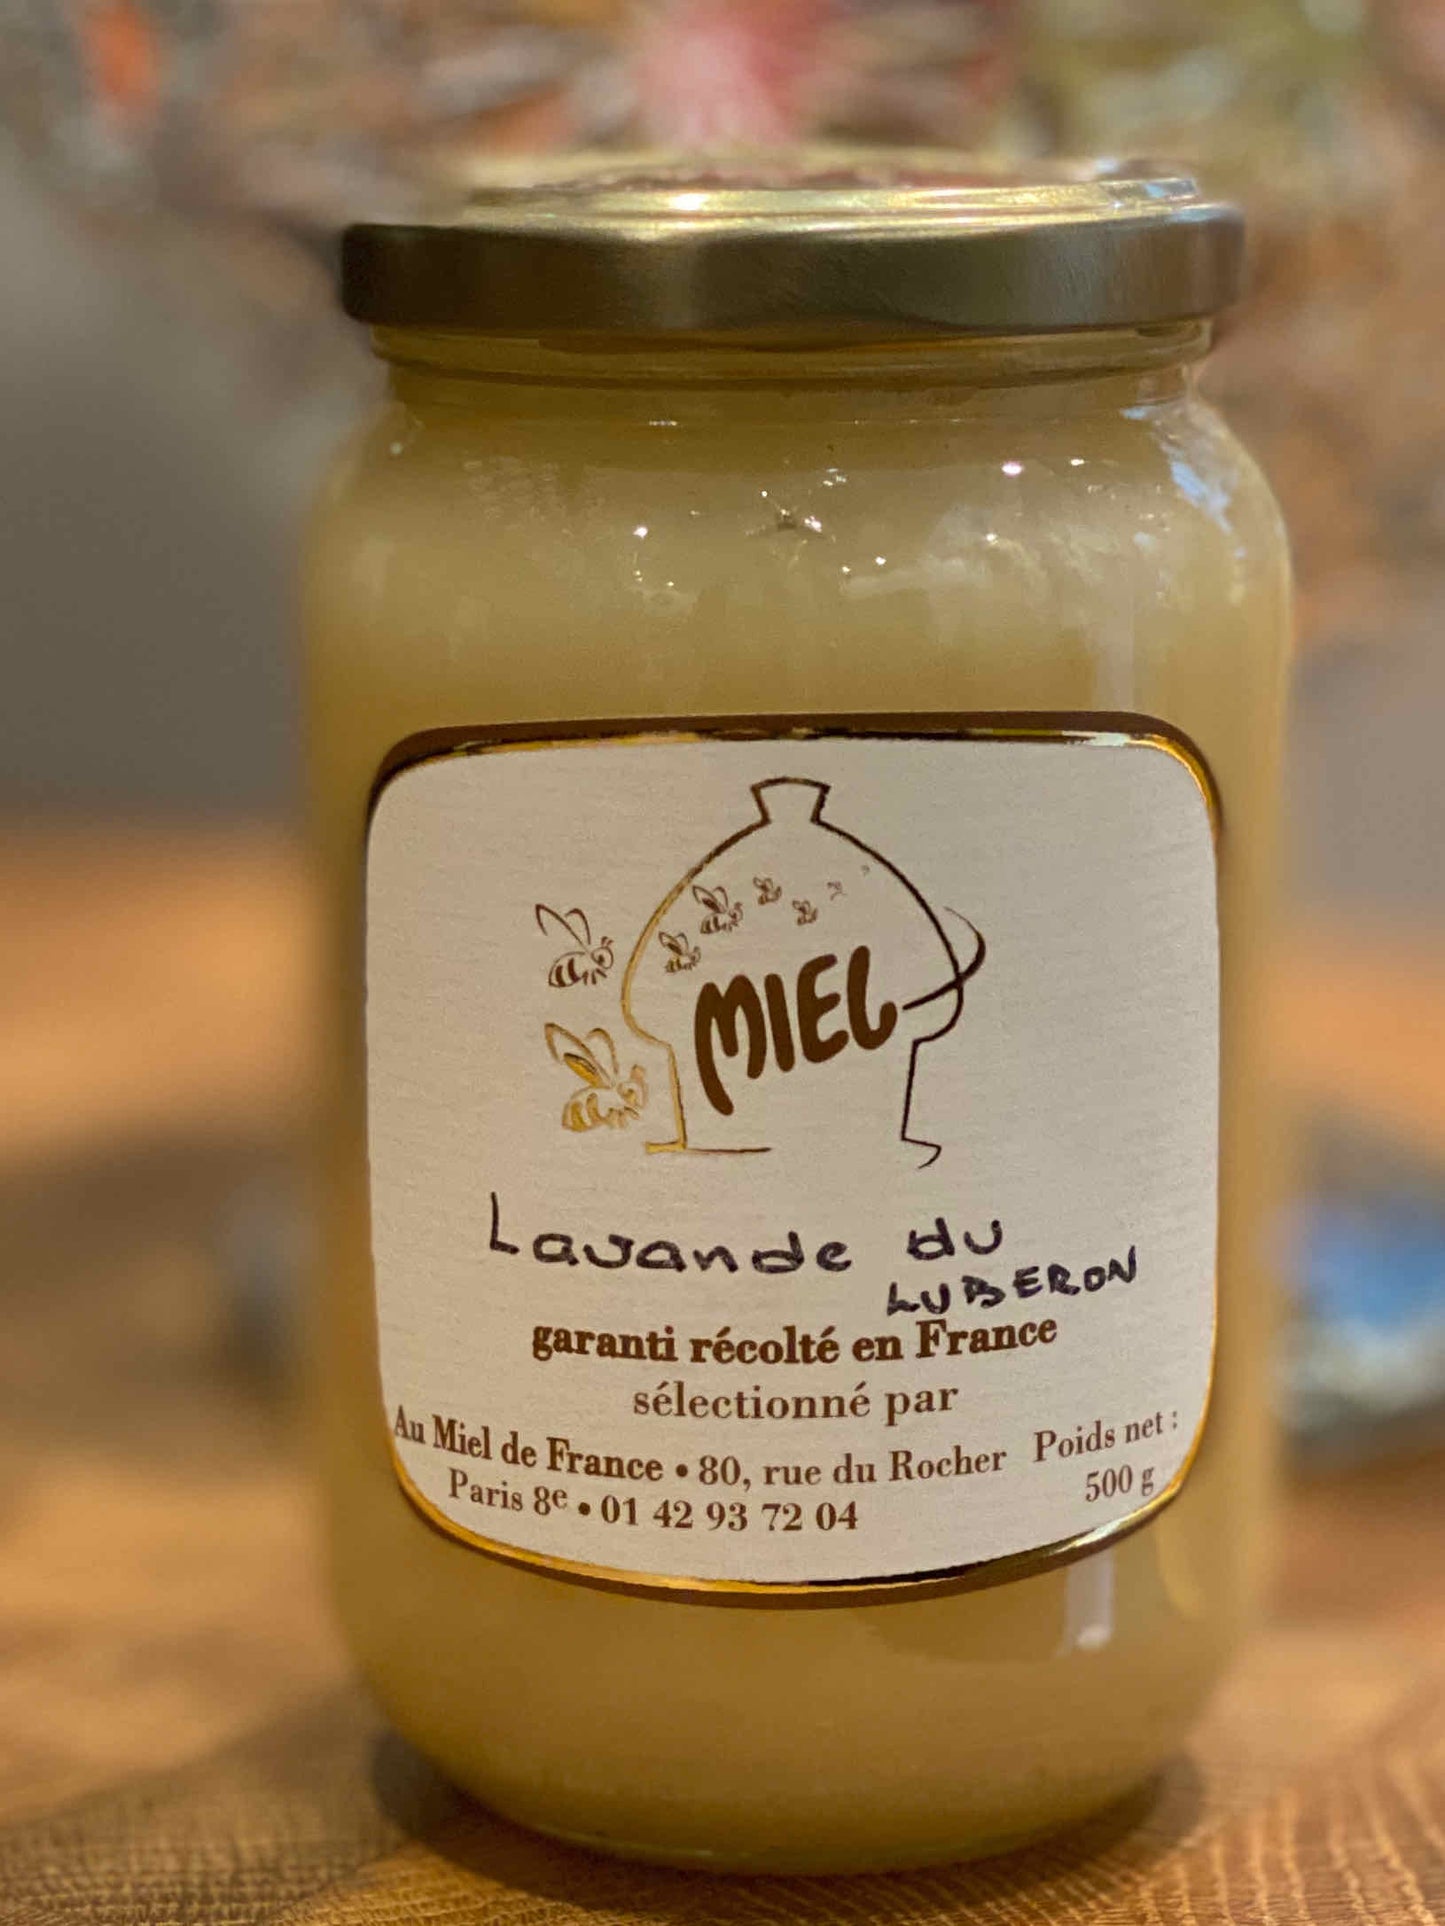 MIEL
Lavande du
LUBERON
garanti récolté en France
sélectionné par
Au Miel de France • 80, rue du Rocher Poids net :
Paris 8e • 01 42 93 72 04 500 g